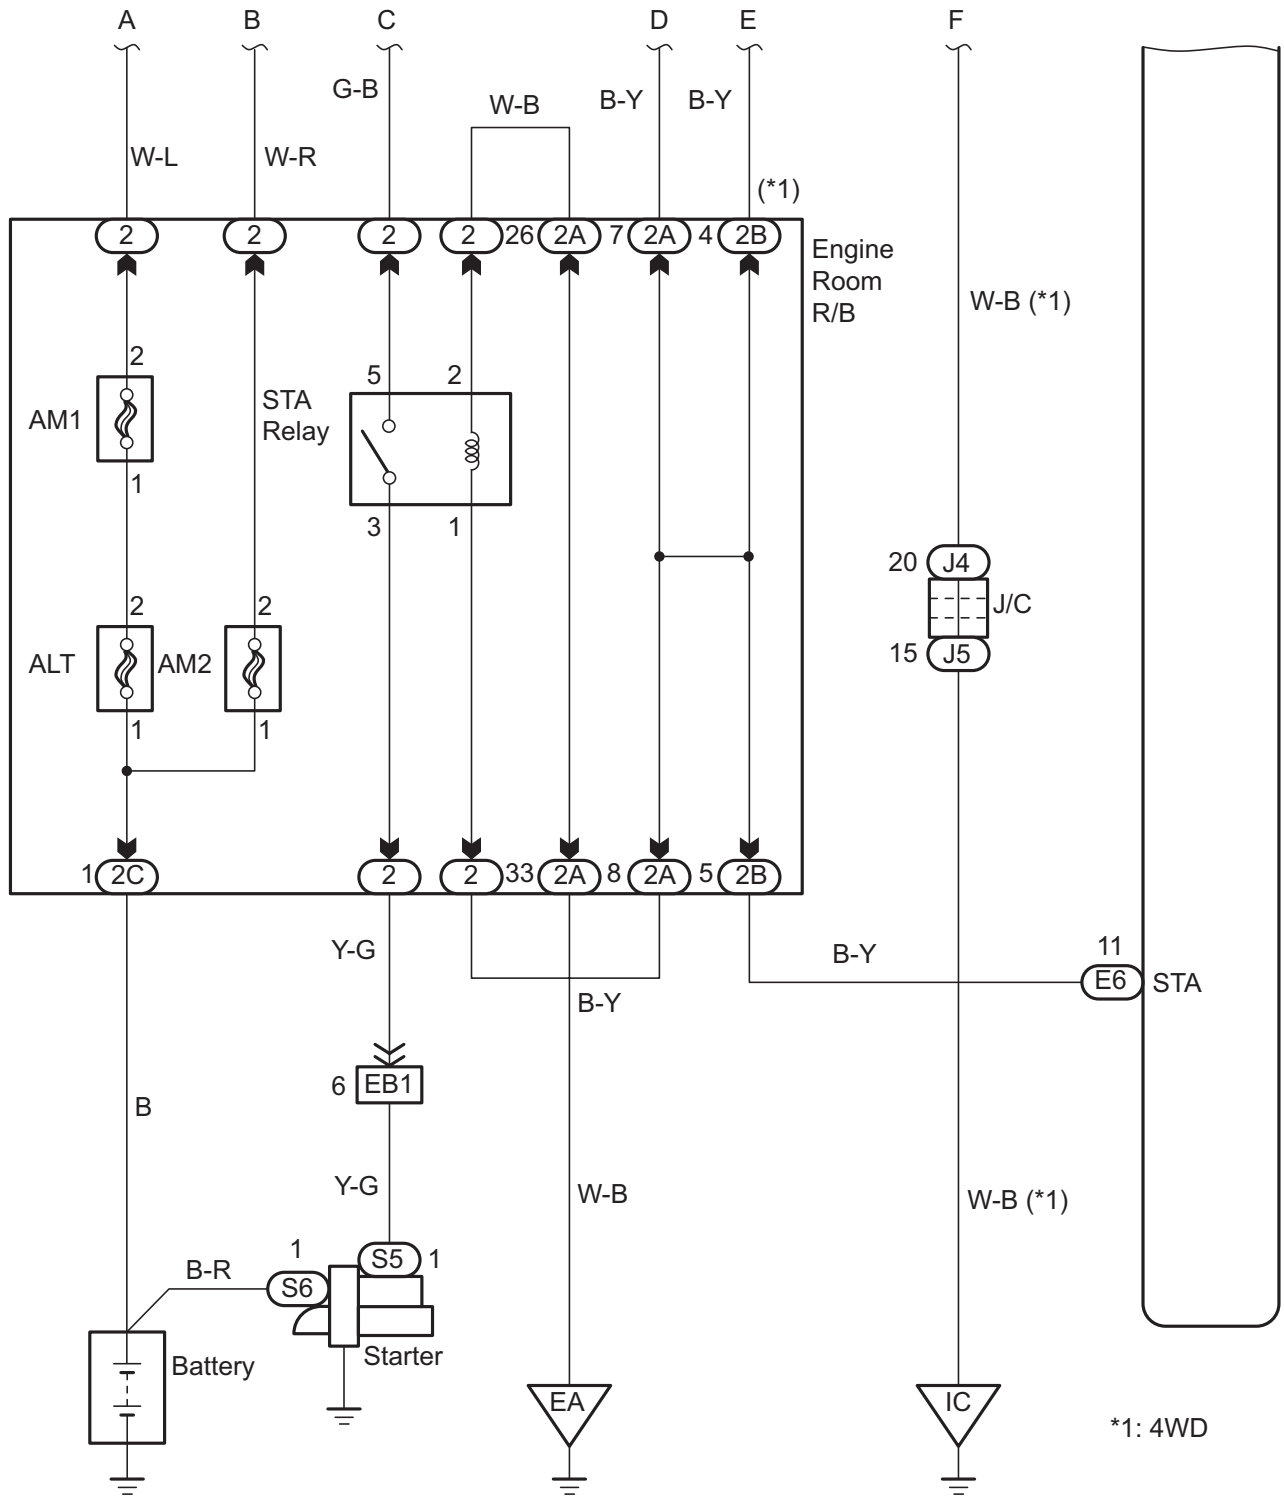 A B C D E F
G-B
W-B
B-Y B-Y
W-L W-R
(*1)
2 2 2 2 26 2A 7 2A 4 2B
Engine
Room
R/B
W-B (*1)
2
5 2
AM1
STA
Relay
1
3 1
20 J4
2 2
J/C
ALT AM2
15 J5
1 1
1 2C 2 2 33 2A 8 2A 5 2B
Y-G
B-Y
11
E6 STA
B-Y
6 EB1
B
Y-G
W-B
W-B (*1)
1
S5 1
B-R
S6
Starter
Battery
EA
IC
*1: 4WD